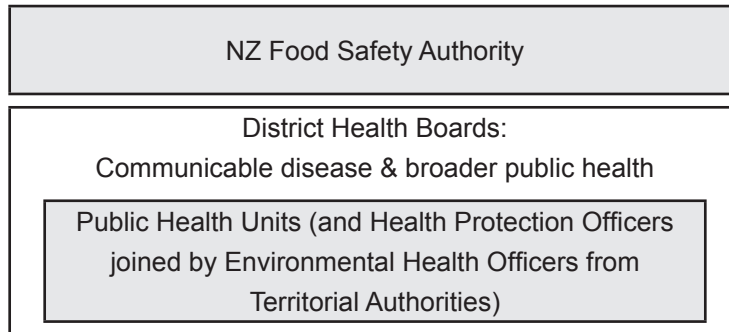 NZ Food Safety Authority
District Health Boards:
Communicable disease & broader public health
Public Health Units (and Health Protection Officers
joined by Environmental Health Officers from
Territorial Authorities)